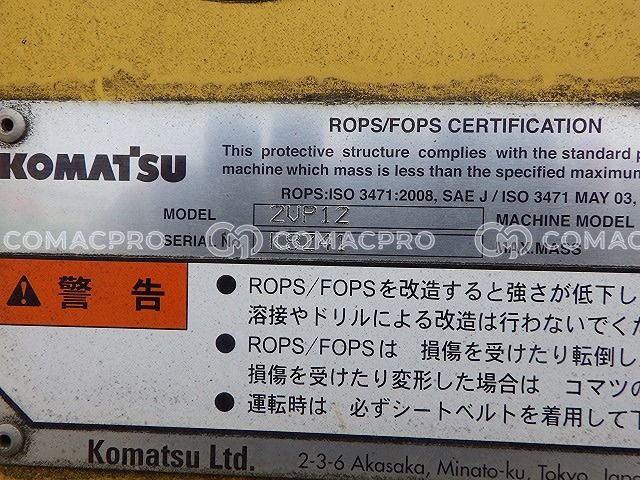 ROPS/FOPS CERTIFICATION
KOMATSU
This protective structure complies with the standard
machine which mass is less than the specified maximum
ROPS:ISO 3471:2008, SAE J / ISO 3471 MAY 03,
MODEL 2VP12 MACHINE MODEL
COMACPRO COMACPRO COM
SERIAL MAX.MASS
警告
● ROPS/FOPSを改造すると強さが低下し
溶接やドリルによる改造は行わないでくだ
● ROPS/FOPSは 損傷を受けたり転倒し
損傷を受けたり変形した場合は コマツの
● 運転時は 必ずシートベルトを着用して下
Komatsu Ltd. 2-3-6 Akasaka, Minato-ku, Tokyo, Japa